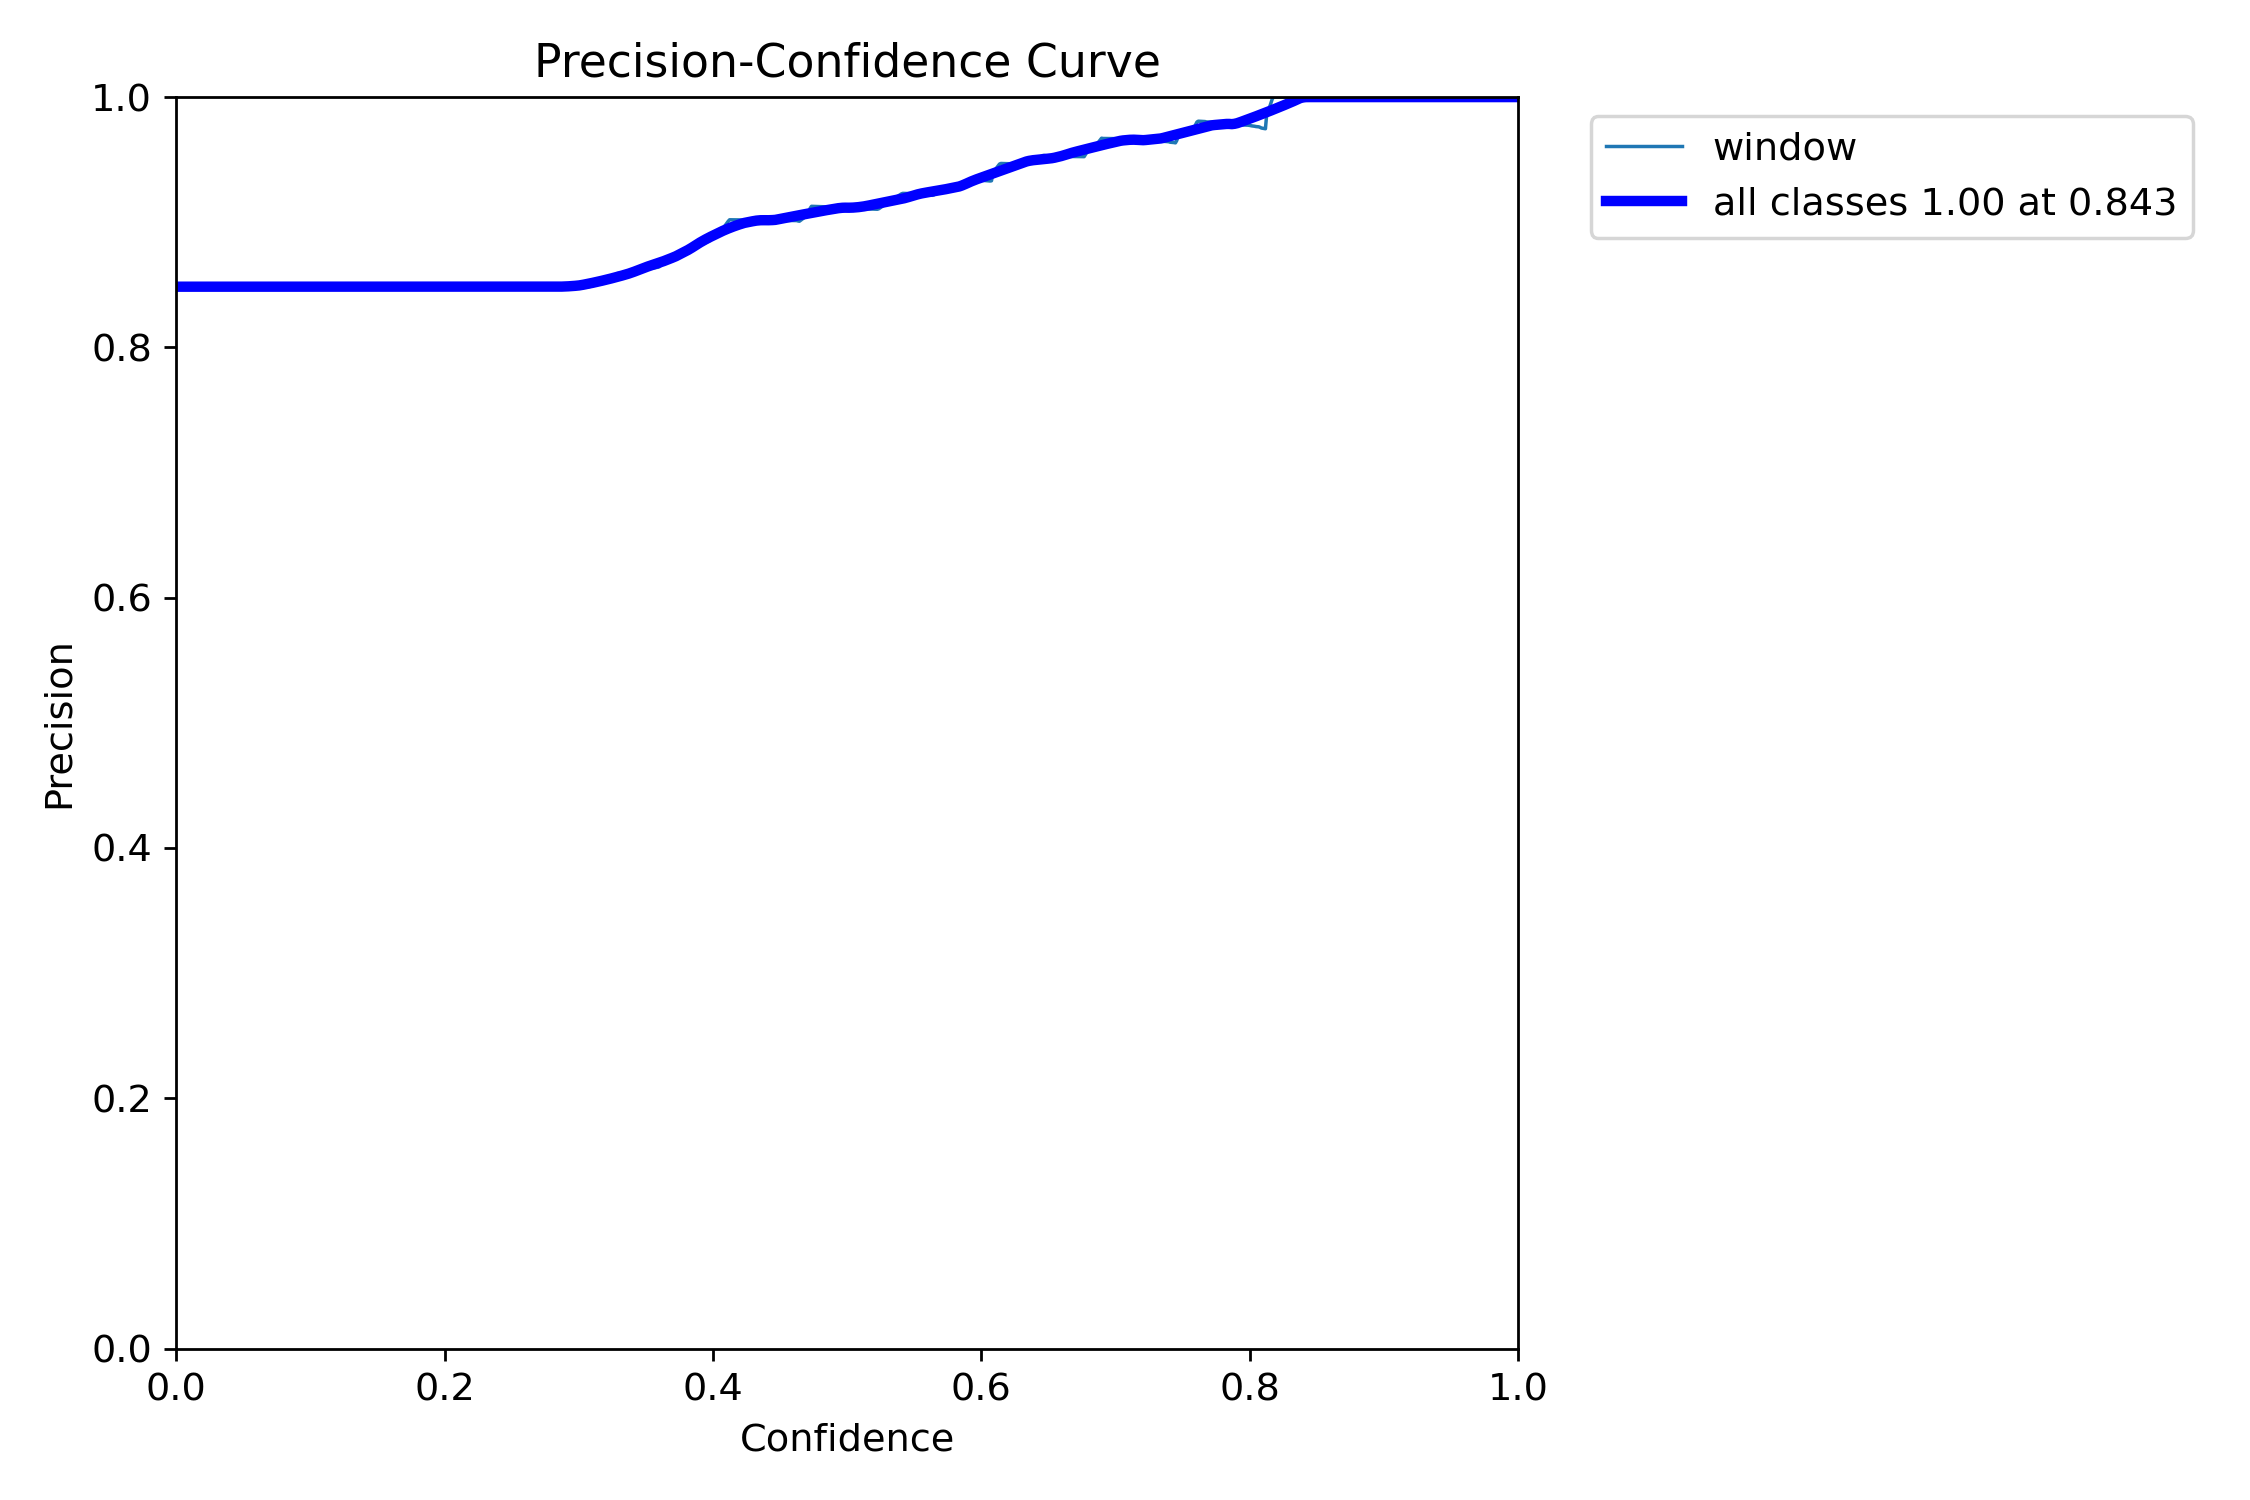 Precision-Confidence Curve
1.0
0.8
0.6
0.4
0.2
0.0
Precision
0.0 0.2 0.4 0.6 0.8 1.0
Confidence
window
all classes 1.00 at 0.843